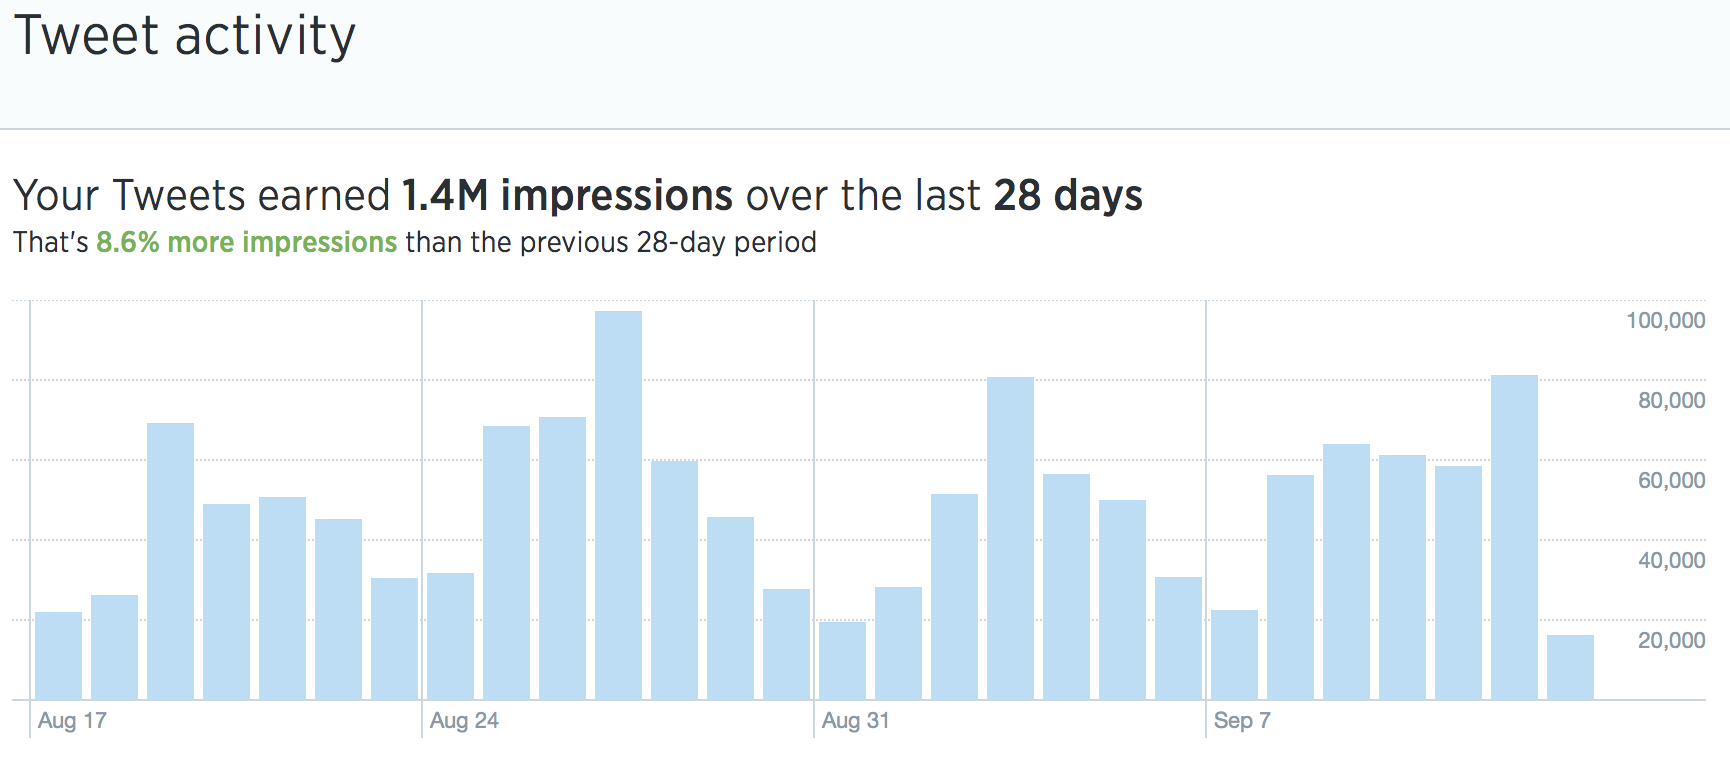 Tweet activity
Your Tweets earned 1.4M impressions over the last 28 days
That's 8.6% more impressions than the previous 28-day period
100,000
80,000
60,000
40,000
20,000
Aug 17 Aug 24 Aug 31 Sep 7